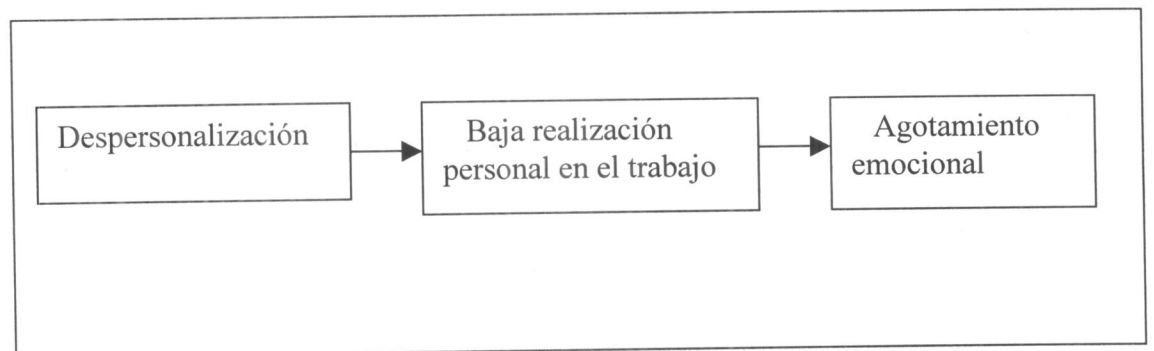 Despersonalización
Baja realización
personal en el trabajo
Agotamiento
emocional